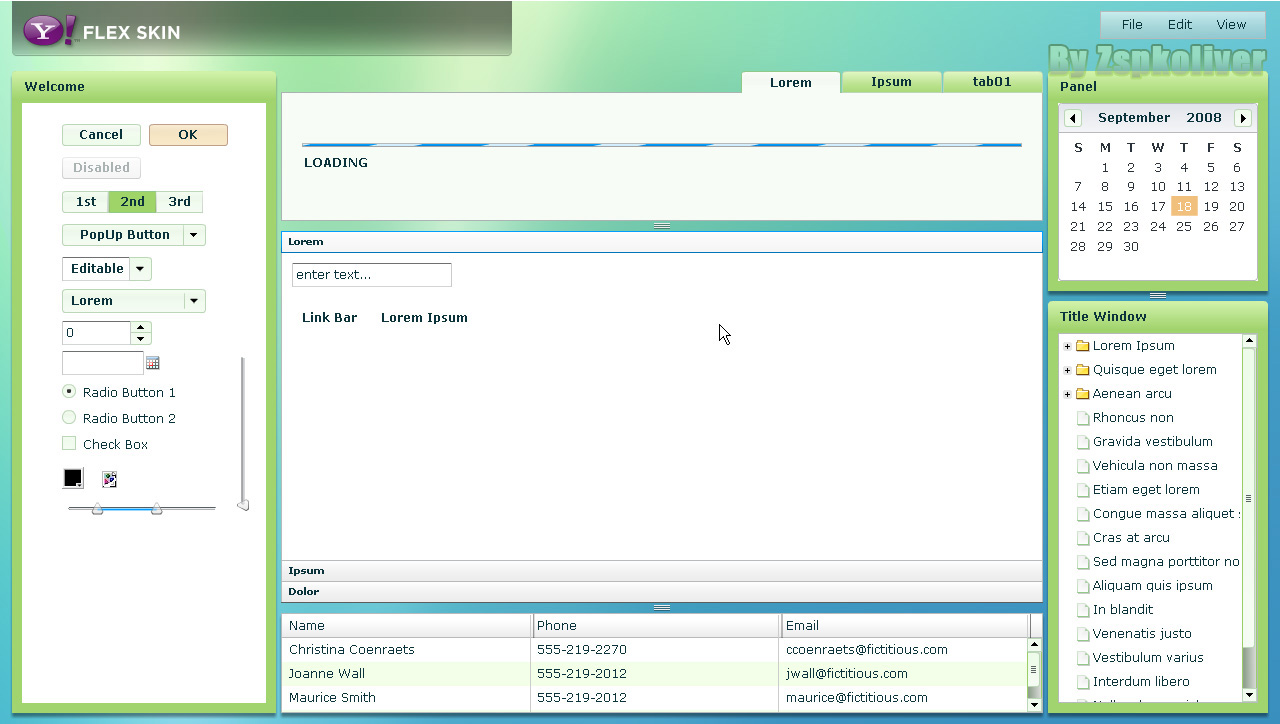 Y! FLEX SKIN
File Edit View
By Zspkoliver
Welcome
Cancel OK
Disabled
1st 2nd 3rd
PopUp Button
Editable
Lorem
0
Radio Button 1
Radio Button 2
Check Box
Lorem Ipsum tab01
LOADING
Lorem
enter text...
Link Bar Lorem Ipsum
Ipsum
Dolor
Name Phone Email
Christina Coenraets 555-219-2270 ccoenraets@fictitious.com
Joanne Wall 555-219-2012 jwall@fictitious.com
Maurice Smith 555-219-2012 maurice@fictitious.com
Panel
September 2008
S M T W T F S
1 2 3 4 5 6
7 8 9 10 11 12 13
14 15 16 17 18 19 20
21 22 23 24 25 26 27
28 29 30
Title Window
Lorem Ipsum
Quisque eget lorem
Aenean arcu
Rhoncus non
Gravida vestibulum
Vehicula non massa
Etiam eget lorem
Congue massa aliquet
Cras at arcu
Sed magna porttitor no
Aliquam quis ipsum
In blandit
Venenatis justo
Vestibulum varius
Interdum libero